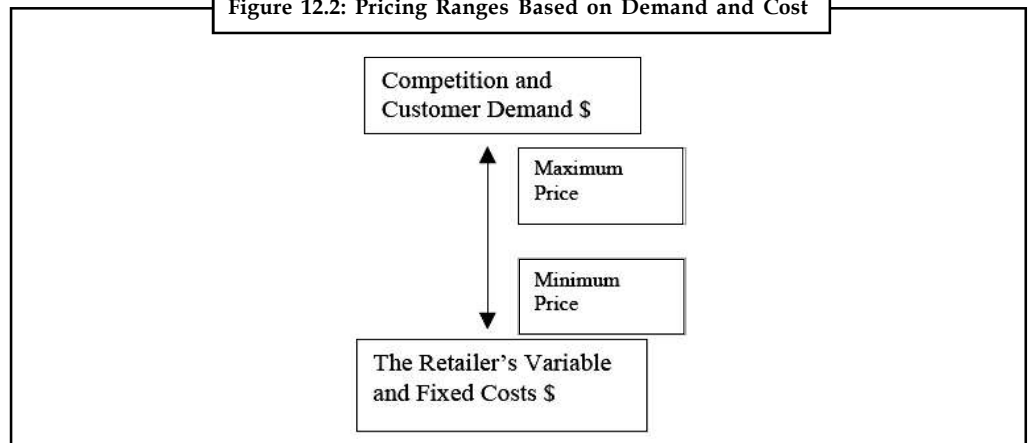 Figure 12.2: Pricing Ranges Based on Demand and Cost
Competition and
Customer Demand $
Maximum
Price
Minimum
Price
The Retailer’s Variable
and Fixed Costs $